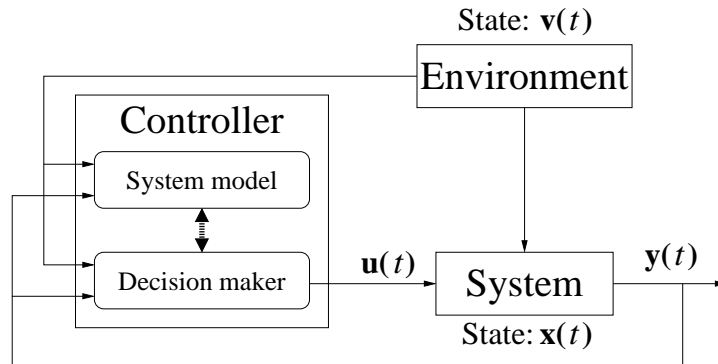 State: v(t)
Environment
Controller
System model
Decision maker
u(t)
System
y(t)
State: x(t)